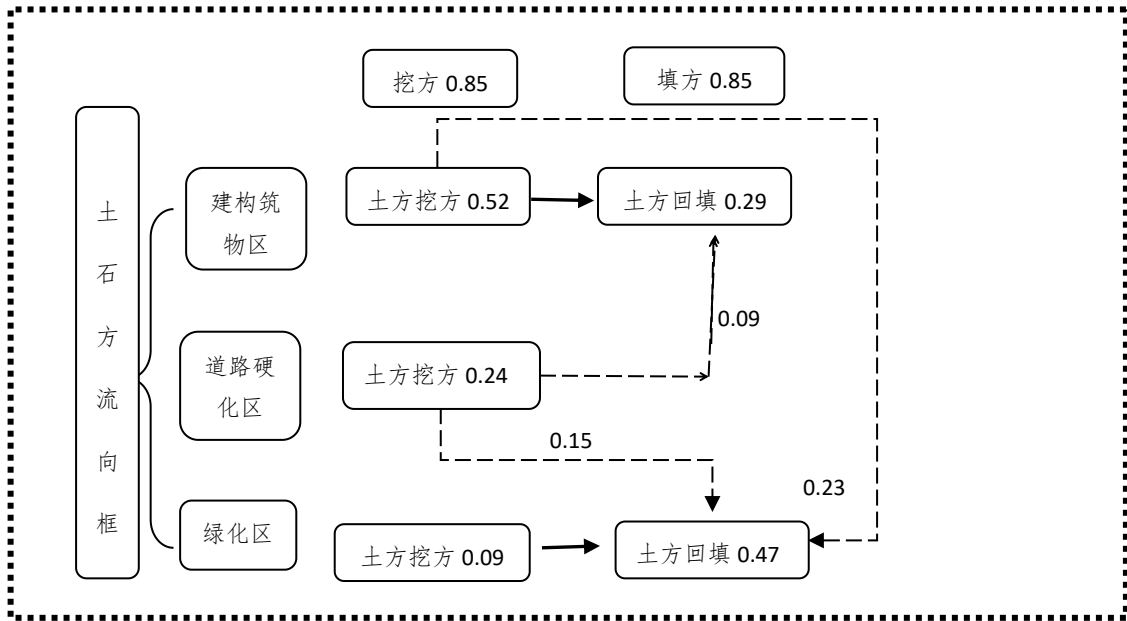 挖方 0.85
填方 0.85
土
石
方
流
向
框
建构筑
物区
土方挖方 0.52
土方回填 0.29
0.09
道路硬
化区
土方挖方 0.24
0.15
0.23
绿化区
土方挖方 0.09
土方回填 0.47